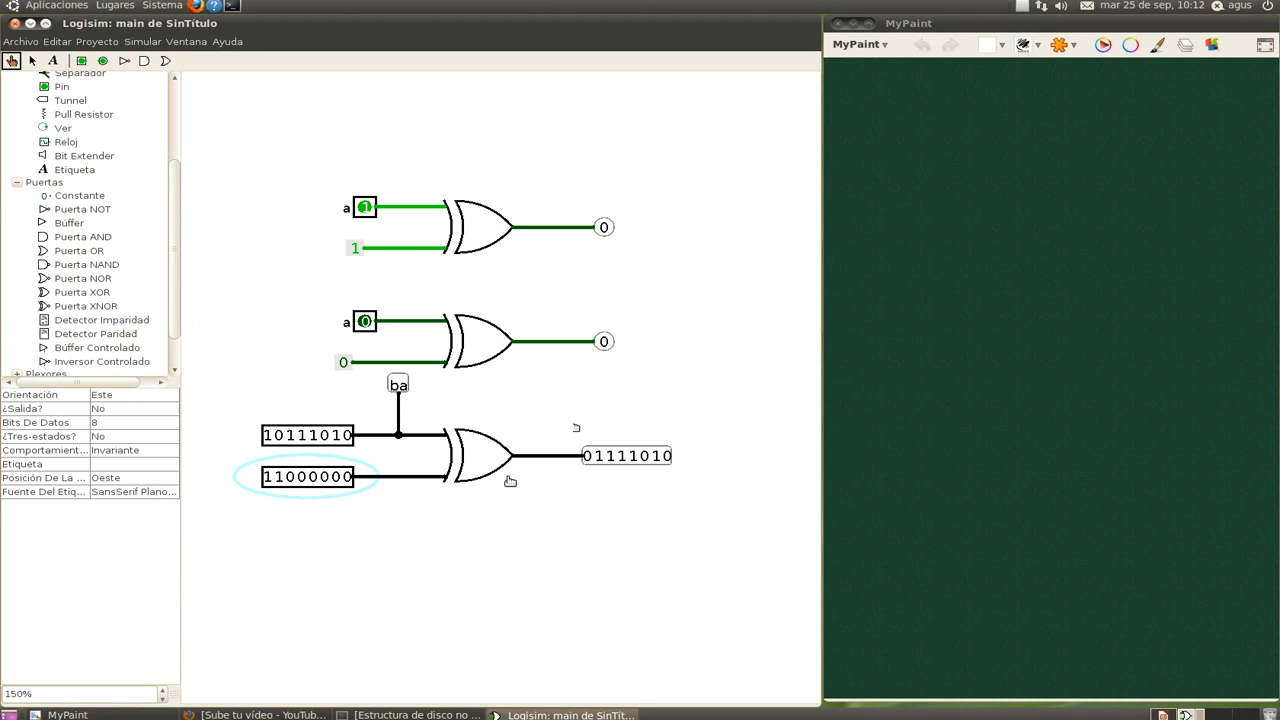 Aplicaciones Lugares Sistema
mar 25 de sep, 10:12 agus
Logisim: main de SinTítulo
MyPaint
Archivo Editar Proyecto Simular Ventana Ayuda
MyPaint
A
Separador
Pin
Tunnel
Pull Resistor
Ver
Reloj
Bit Extender
A Etiqueta
Puertas
0 Constante
Puerta NOT
Búffer
Puerta AND
Puerta OR
Puerta NAND
Puerta NOR
Puerta XOR
Puerta XNOR
Detector Imparidad
Detector Paridad
Búffer Controlado
Inversor Controlado
Plexores
Orientación Este
¿Salida? No
Bits De Datos 8
¿Tres-estados? No
Comportamient... Invariante
Etiqueta
Posición De La ... Oeste
Fuente Del Etiq... SansSerif Plano...
150%
a 1
1
0
a 0
0
0
ba
10111010
11000000
01111010
MyPaint
[Sube tu vídeo - YouTub...
[Estructura de disco no ...
Logisim: main de SinTít...